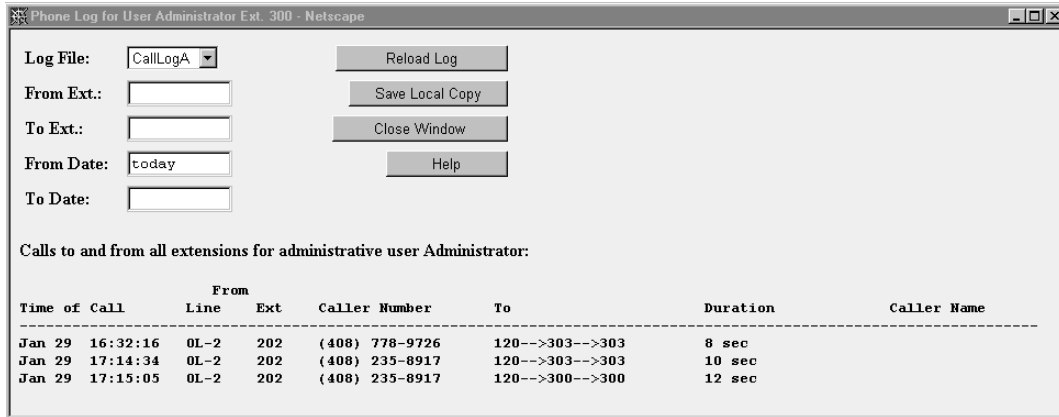 Phone Log for User Administrator Ext. 300 - Netscape
Log File: CallLogA Reload Log
From Ext.: Save Local Copy
To Ext.: Close Window
From Date: today Help
To Date:
Calls to and from all extensions for administrative user Administrator:
From
Time of Call Line Ext Caller Number To Duration Caller Name
Jan 29 16:32:16 0L-2 202 (408) 778-9726 120-->303-->303 8 sec
Jan 29 17:14:34 0L-2 202 (408) 235-8917 120-->303-->303 10 sec
Jan 29 17:15:05 0L-2 202 (408) 235-8917 120-->300-->300 12 sec